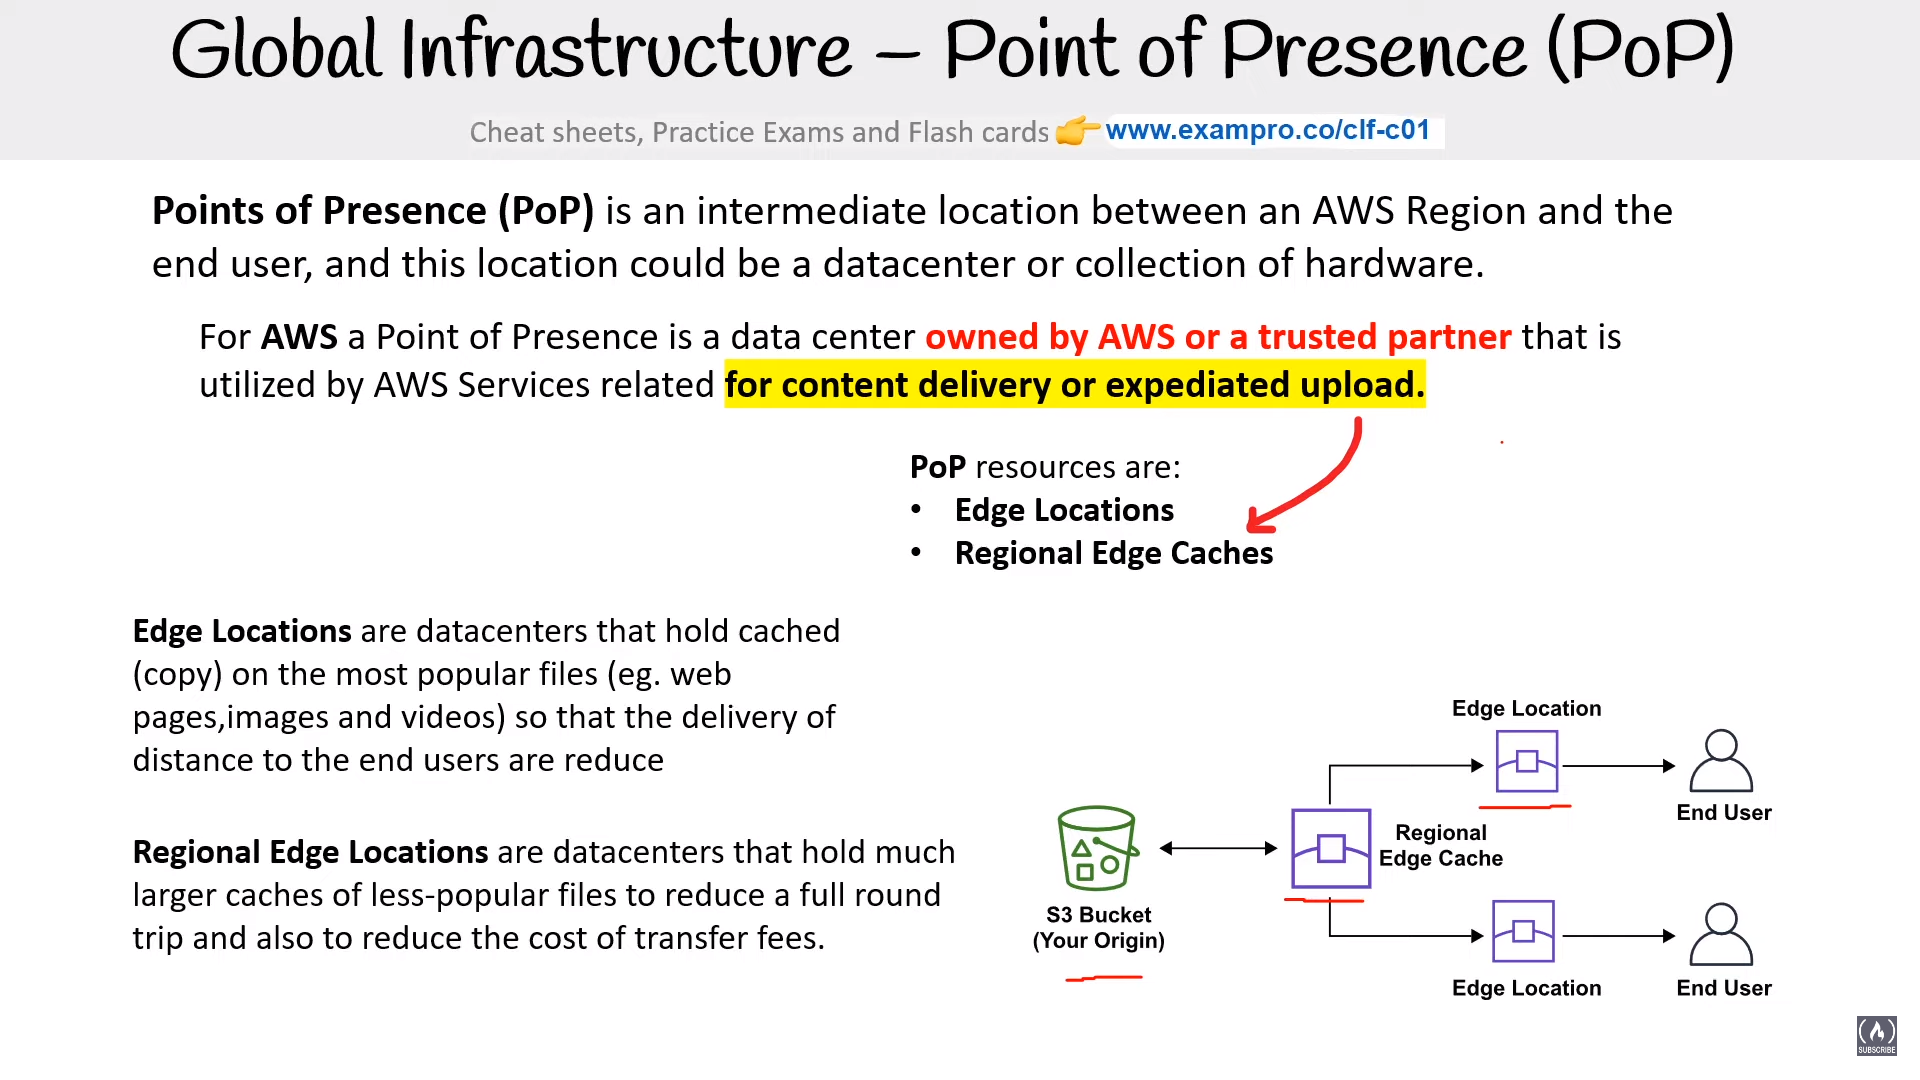 Global Infrastructure – Point of Presence (PoP)
Cheat sheets, Practice Exams and Flash cards 👉 www.exampro.co/clf-c01
Points of Presence (PoP) is an intermediate location between an AWS Region and the
end user, and this location could be a datacenter or collection of hardware.
For AWS a Point of Presence is a data center owned by AWS or a trusted partner that is
utilized by AWS Services related for content delivery or expediated upload.
PoP resources are:
• Edge Locations
• Regional Edge Caches
Edge Locations are datacenters that hold cached
(copy) on the most popular files (eg. web
pages,images and videos) so that the delivery of
distance to the end users are reduce
Regional Edge Locations are datacenters that hold much
larger caches of less-popular files to reduce a full round
trip and also to reduce the cost of transfer fees.
Edge Location
End User
Regional
Edge Cache
S3 Bucket
(Your Origin)
Edge Location
End User
SUBSCRIBE